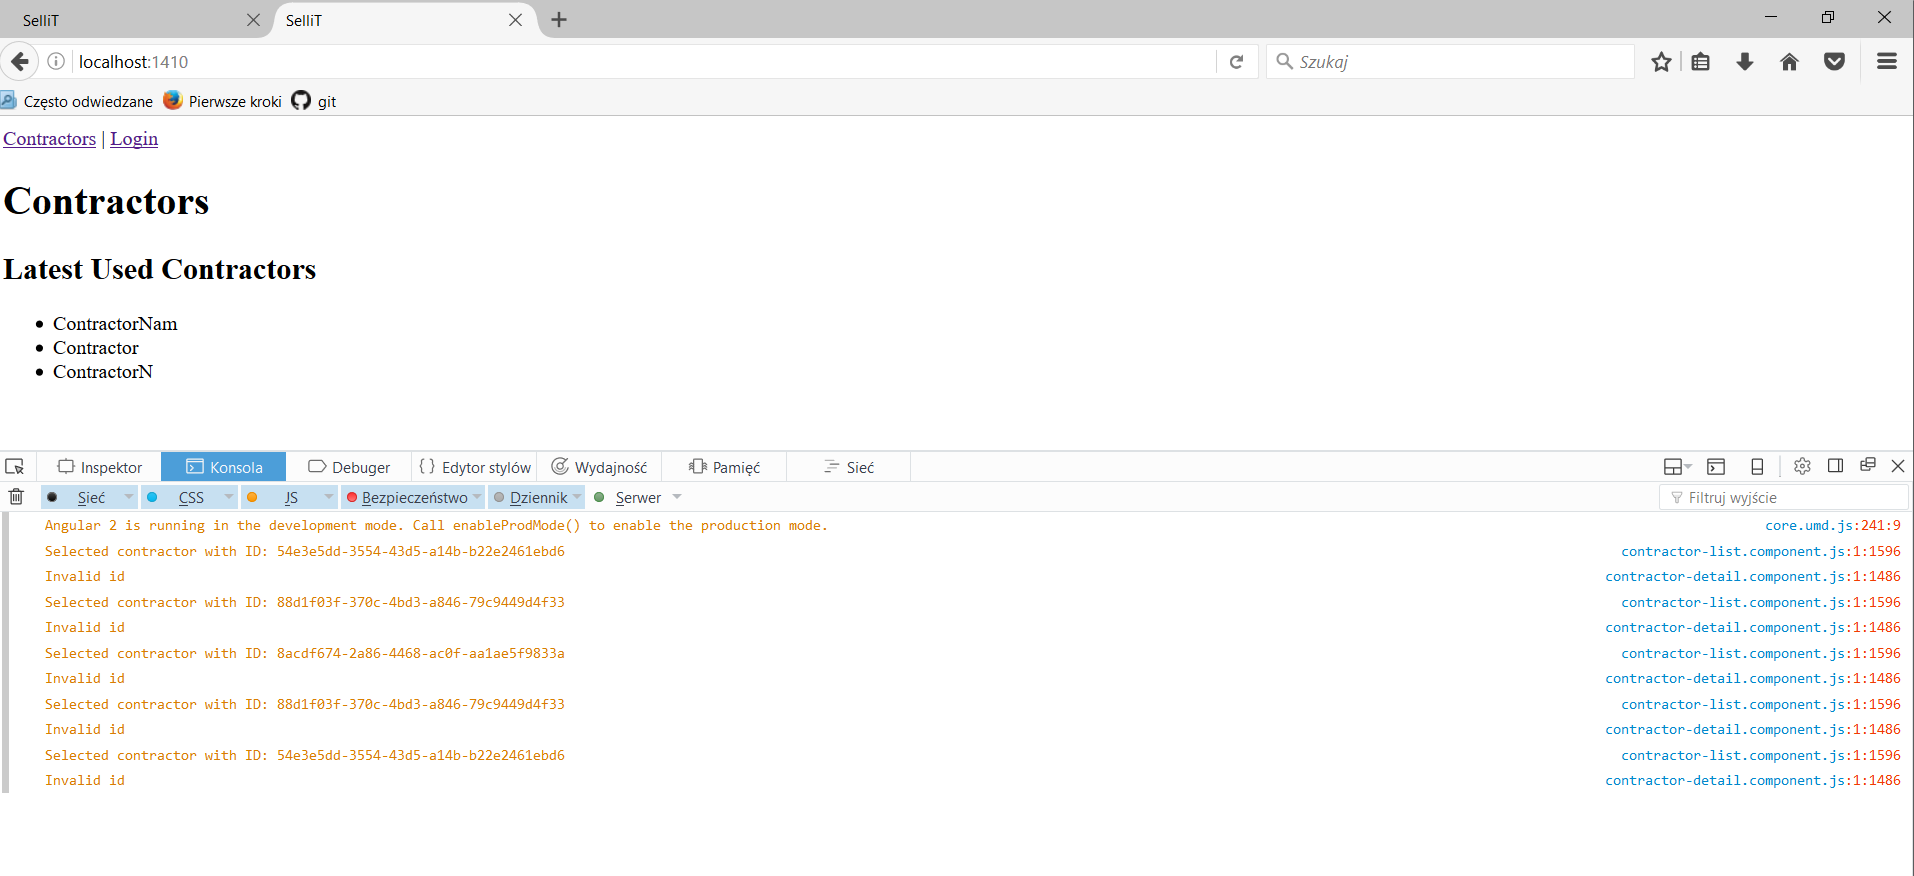 SelliT SelliT
localhost:1410 Szukaj
Często odwiedzane Pierwsze kroki git
Contractors | Login
Contractors
Latest Used Contractors
ContractorNam
Contractor
ContractorN
Inspektor Konsola Debuger { } Edytor stylów Wydajność Pamięć Sieć
Sieć CSS JS Bezpieczeństwo Dziennik Serwer Filtruj wyjście
Angular 2 is running in the development mode. Call enableProdMode() to enable the production mode. core.umd.js:241:9
Selected contractor with ID: 54e3e5dd-3554-43d5-a14b-b22e2461ebd6 contractor-list.component.js:1:1596
Invalid id contractor-detail.component.js:1:1486
Selected contractor with ID: 88d1f03f-370c-4bd3-a846-79c9449d4f33 contractor-list.component.js:1:1596
Invalid id contractor-detail.component.js:1:1486
Selected contractor with ID: 8acdf674-2a86-4468-ac0f-aa1ae5f9833a contractor-list.component.js:1:1596
Invalid id contractor-detail.component.js:1:1486
Selected contractor with ID: 88d1f03f-370c-4bd3-a846-79c9449d4f33 contractor-list.component.js:1:1596
Invalid id contractor-detail.component.js:1:1486
Selected contractor with ID: 54e3e5dd-3554-43d5-a14b-b22e2461ebd6 contractor-list.component.js:1:1596
Invalid id contractor-detail.component.js:1:1486